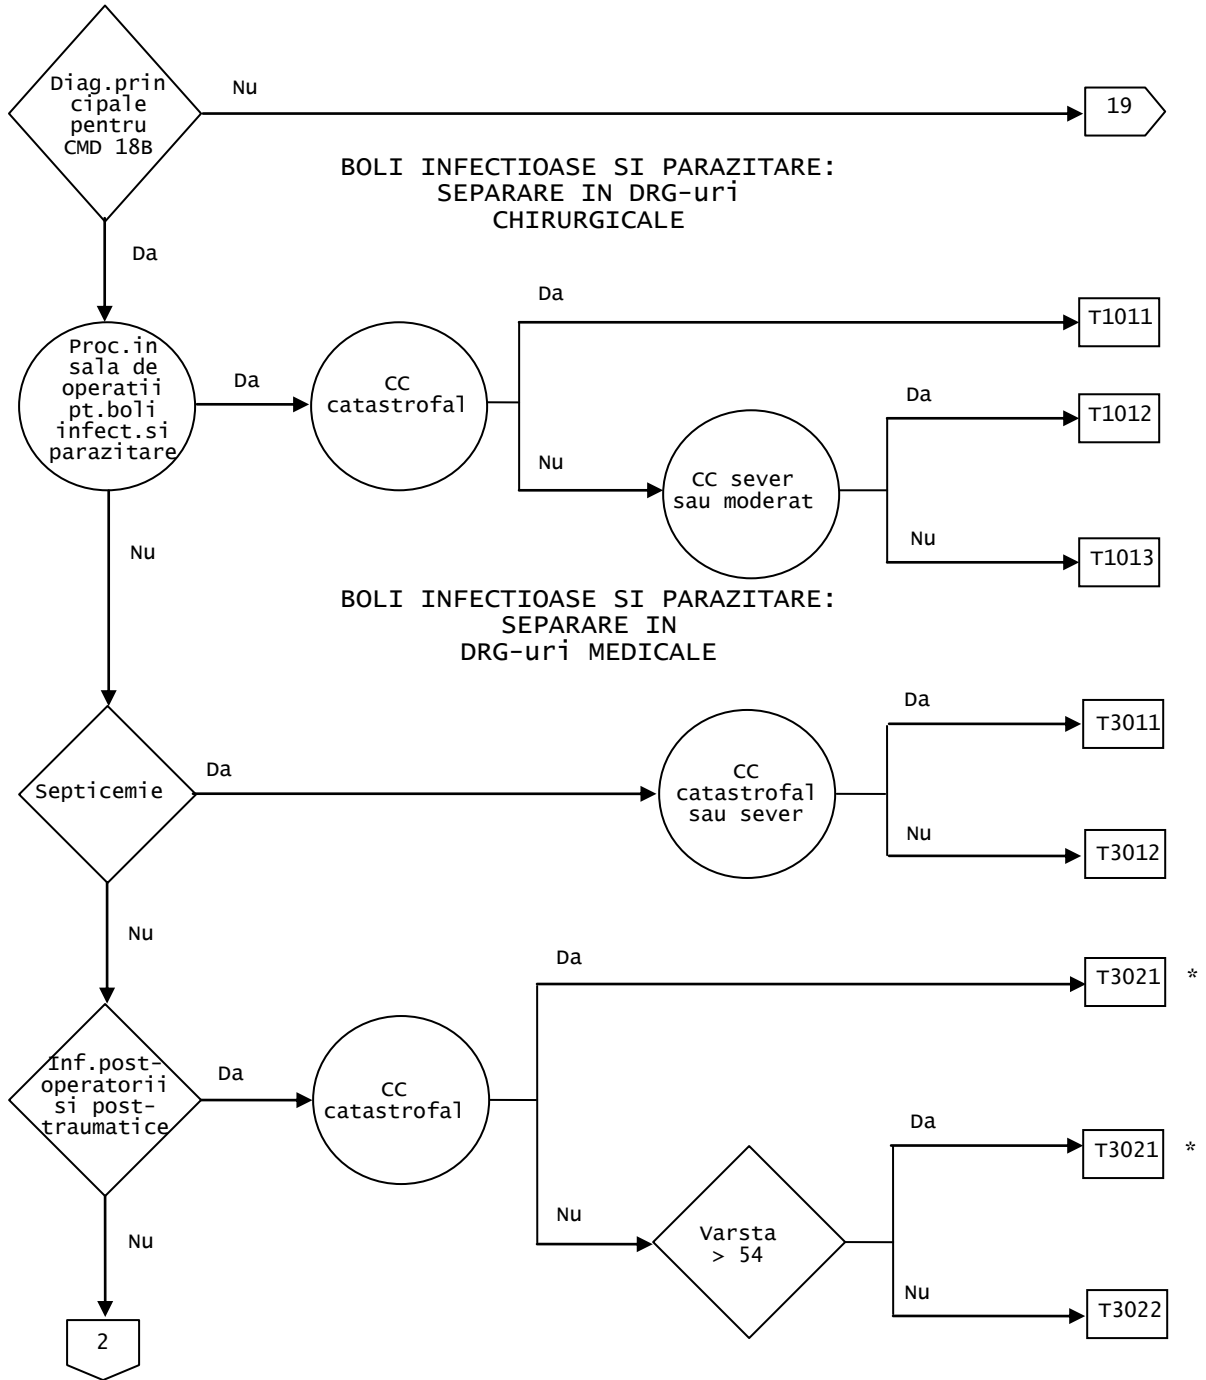 Diag.prin
cipale
pentru
CMD 18B
Nu
19
BOLI INFECTIOASE SI PARAZITARE:
SEPARARE IN DRG-uri
CHIRURGICALE
Da
Proc.in
sala de
operatii
pt.boli
infect.si
parazitare
Da
CC
catastrofal
Da
T1011
Nu
CC sever
sau moderat
Da
T1012
Nu
T1013
Nu
BOLI INFECTIOASE SI PARAZITARE:
SEPARARE IN
DRG-uri MEDICALE
Septicemie
Da
CC
catastrofal
sau sever
Da
T3011
Nu
T3012
Nu
Inf.post-
operatorii
si post-
traumatice
Da
CC
catastrofal
Da
T3021 *
Nu
Varsta
> 54
Da
T3021 *
Nu
T3022
Nu
2